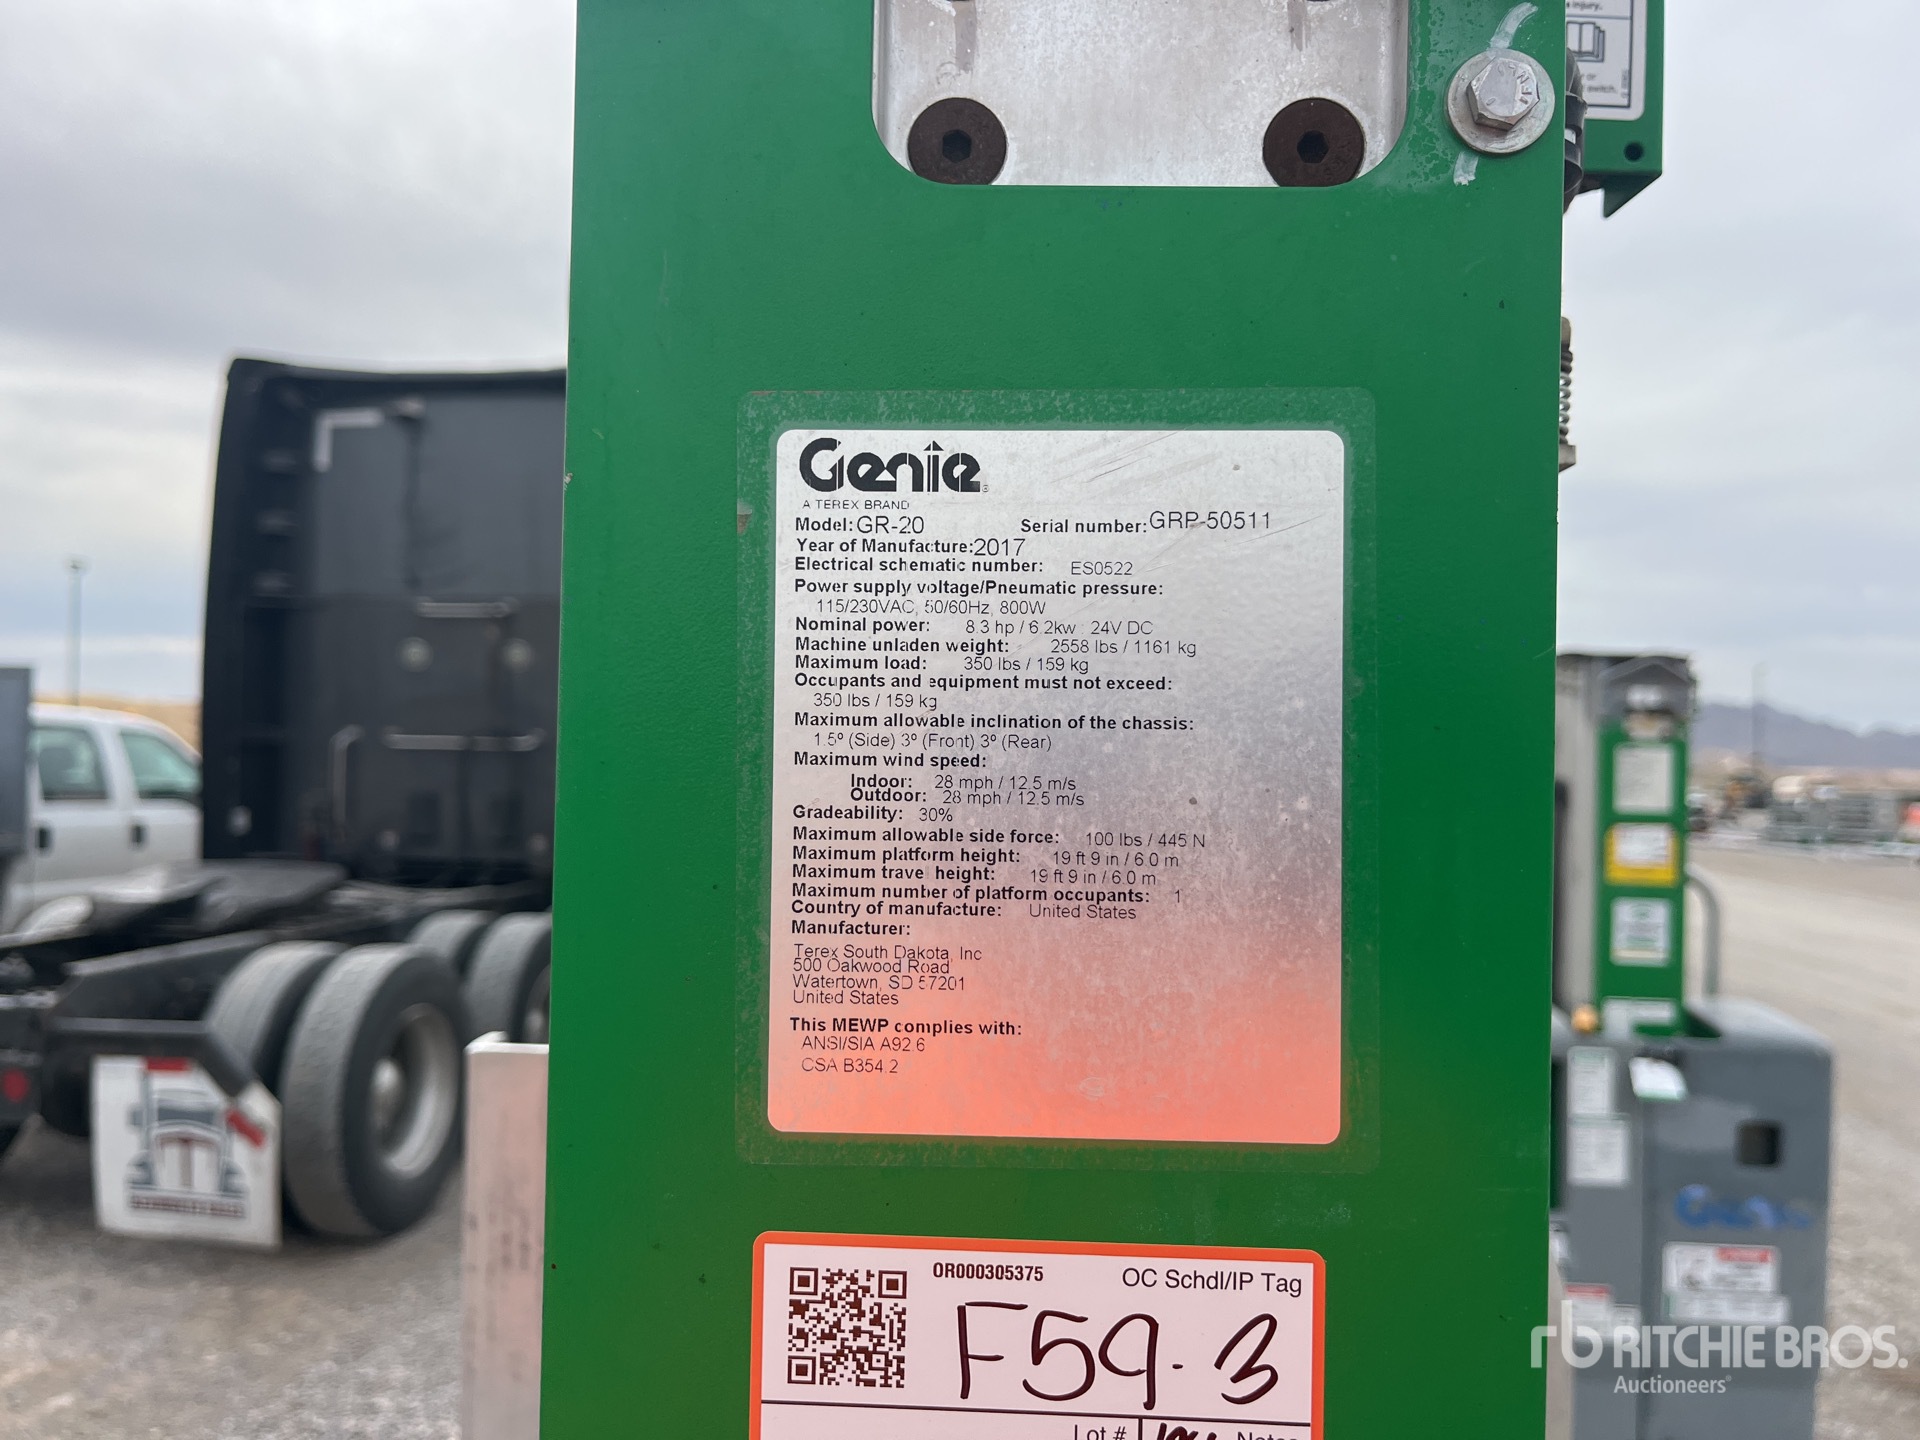 injury.
or
switch.
JFN
Genie
A TEREX BRAND
Model: GR-20 Serial number: GRP-50511
Year of Manufacture: 2017
Electrical schematic number: ES0522
Power supply voltage/Pneumatic pressure:
115/230VAC, 50/60Hz, 800W
Nominal power: 8.3 hp / 6.2kw : 24V DC
Machine unladen weight: 2558 lbs / 1161 kg
Maximum load: 350 lbs / 159 kg
Occupants and equipment must not exceed:
350 lbs / 159 kg
Maximum allowable inclination of the chassis:
1.5º (Side) 3º (Front) 3º (Rear)
Maximum wind speed:
Indoor: 28 mph / 12.5 m/s
Outdoor: 28 mph / 12.5 m/s
Gradeability: 30%
Maximum allowable side force: 100 lbs / 445 N
Maximum platform height: 19 ft 9 in / 6.0 m
Maximum travel height: 19 ft 9 in / 6.0 m
Maximum number of platform occupants: 1
Country of manufacture: United States
Manufacturer:
Terex South Dakota, Inc
500 Oakwood Road
Watertown, SD 57201
United States
This MEWP complies with:
ANSI/SIA A92.6
CSA B354.2
OR000305375 OC Schdl/IP Tag
F59-3
Lot # Notes
Genie
rb RITCHIE BROS.
Auctioneers